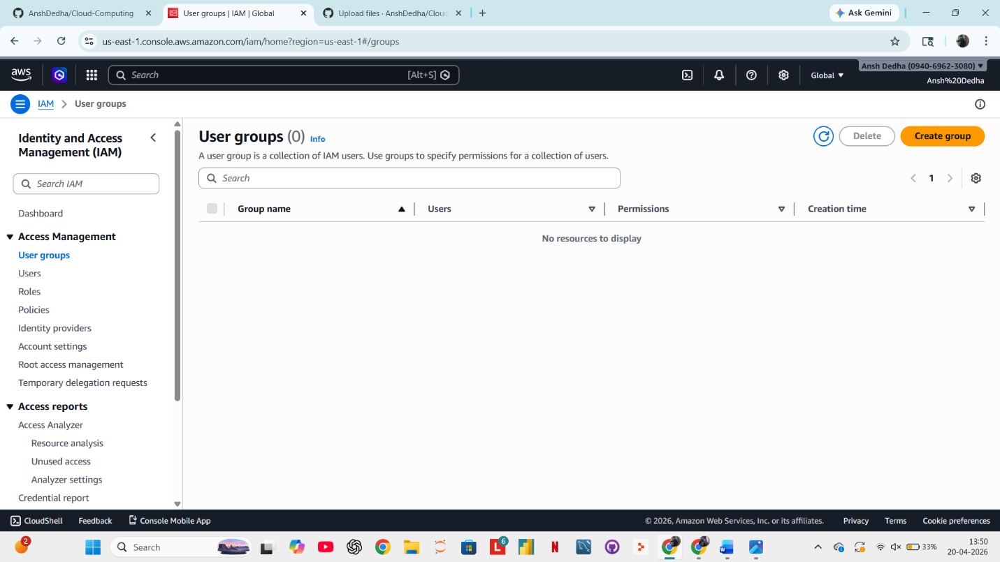 AnshDedha/Cloud-Computing
User groups | IAM | Global
Upload files · AnshDedha/Cloud
Ask Gemini
us-east-1.console.aws.amazon.com/iam/home?region=us-east-1#/groups
aws
Search
[Alt+S]
Global
Ansh Dedha (0940-6962-3080)
Ansh%20Dedha
IAM
User groups
Identity and Access
Management (IAM)
Search IAM
Dashboard
Access Management
User groups
Users
Roles
Policies
Identity providers
Account settings
Root access management
Temporary delegation requests
Access reports
Access Analyzer
Resource analysis
Unused access
Analyzer settings
Credential report
User groups (0) Info
Delete
Create group
A user group is a collection of IAM users. Use groups to specify permissions for a collection of users.
Search
1
Group name
Users
Permissions
Creation time
No resources to display
CloudShell
Feedback
Console Mobile App
© 2026, Amazon Web Services, Inc. or its affiliates.
Privacy
Terms
Cookie preferences
2
Search
L
6
N
W
33%
13:50
20-04-2026